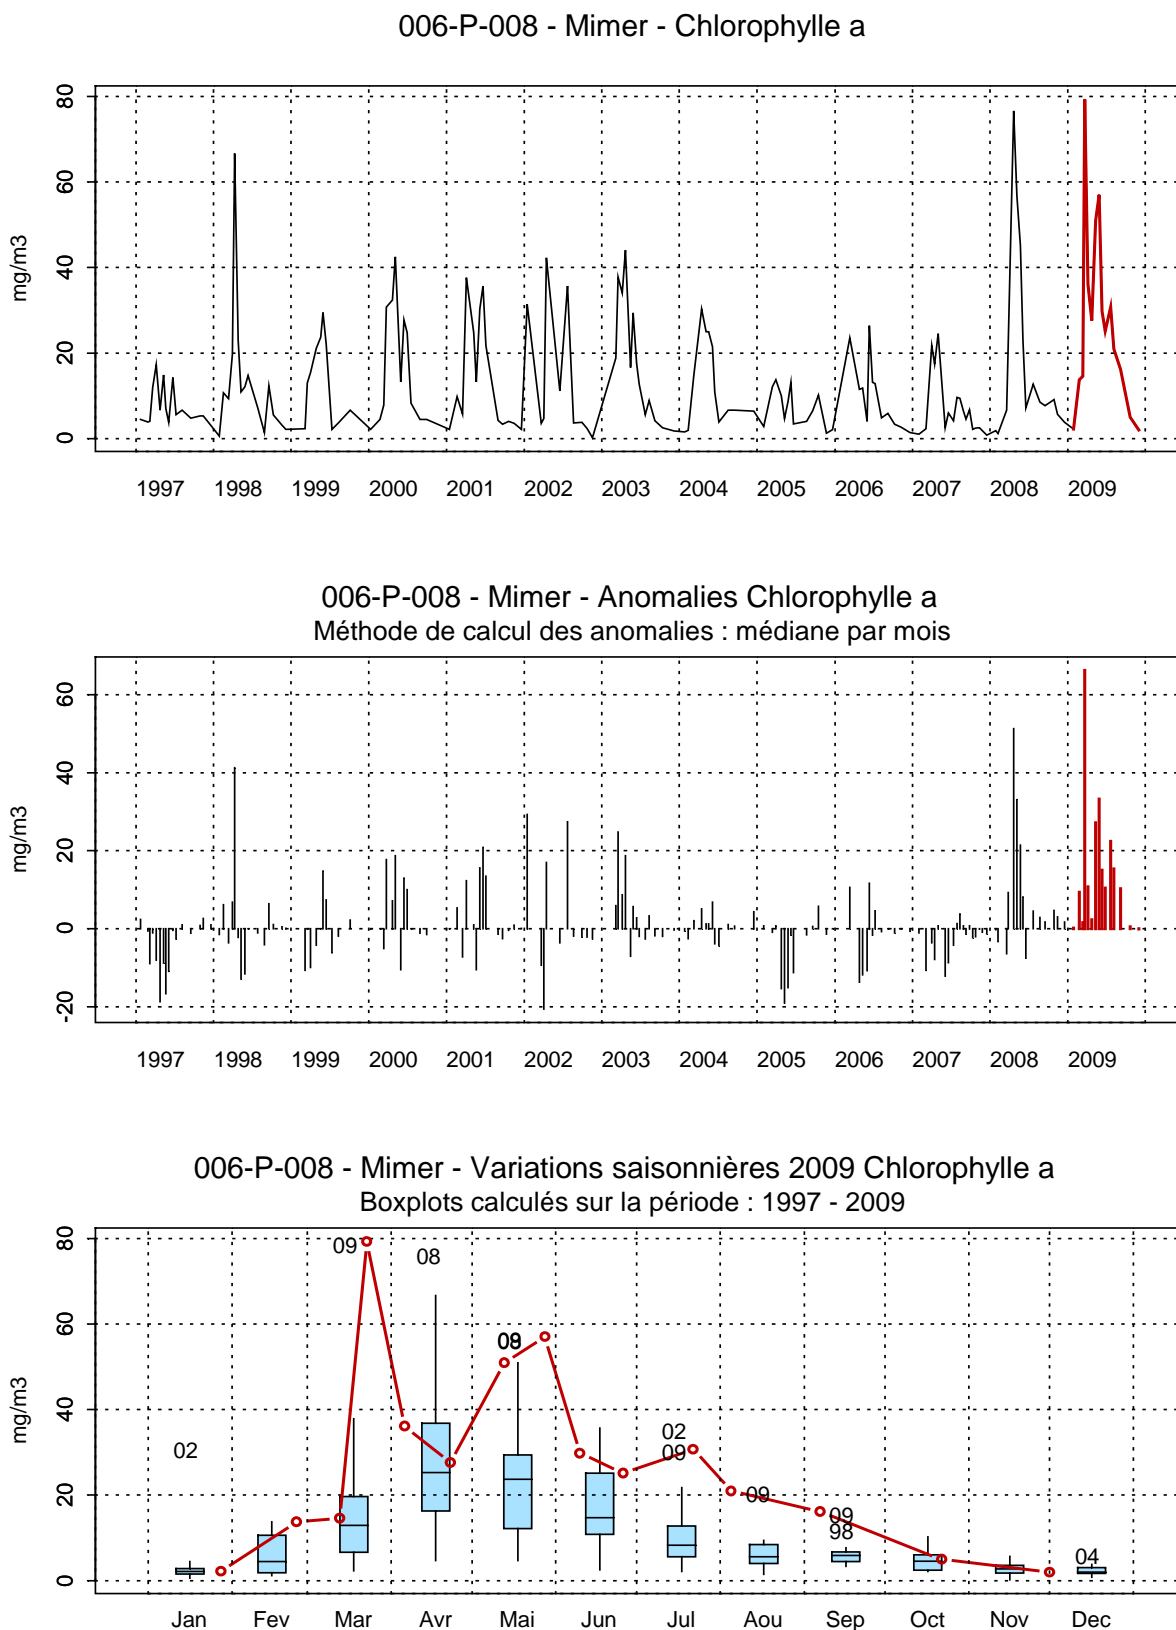 006-P-008 - Mimer - Chlorophylle a
80
60
40
20
0
mg/m3
1997 1998 1999 2000 2001 2002 2003 2004 2005 2006 2007 2008 2009
006-P-008 - Mimer - Anomalies Chlorophylle a
Méthode de calcul des anomalies : médiane par mois
60
40
20
0
-20
mg/m3
1997 1998 1999 2000 2001 2002 2003 2004 2005 2006 2007 2008 2009
006-P-008 - Mimer - Variations saisonnières 2009 Chlorophylle a
Boxplots calculés sur la période : 1997 - 2009
80
60
40
20
0
mg/m3
02
09
08
09
02
09
09
09
98
04
Jan Fev Mar Avr Mai Jun Jul Aou Sep Oct Nov Dec